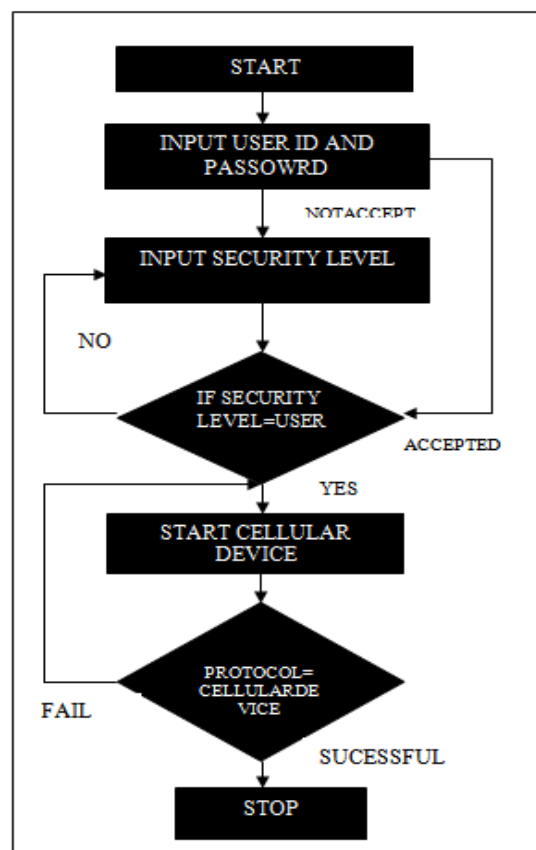 START
INPUT USER ID AND
PASSOWRD
NOTACCEPT
INPUT SECURITY LEVEL
NO
IF SECURITY
LEVEL=USER
ACCEPTED
YES
START CELLULAR
DEVICE
PROTOCOL=
CELLULARDE
VICE
FAIL
SUCESSFUL
STOP